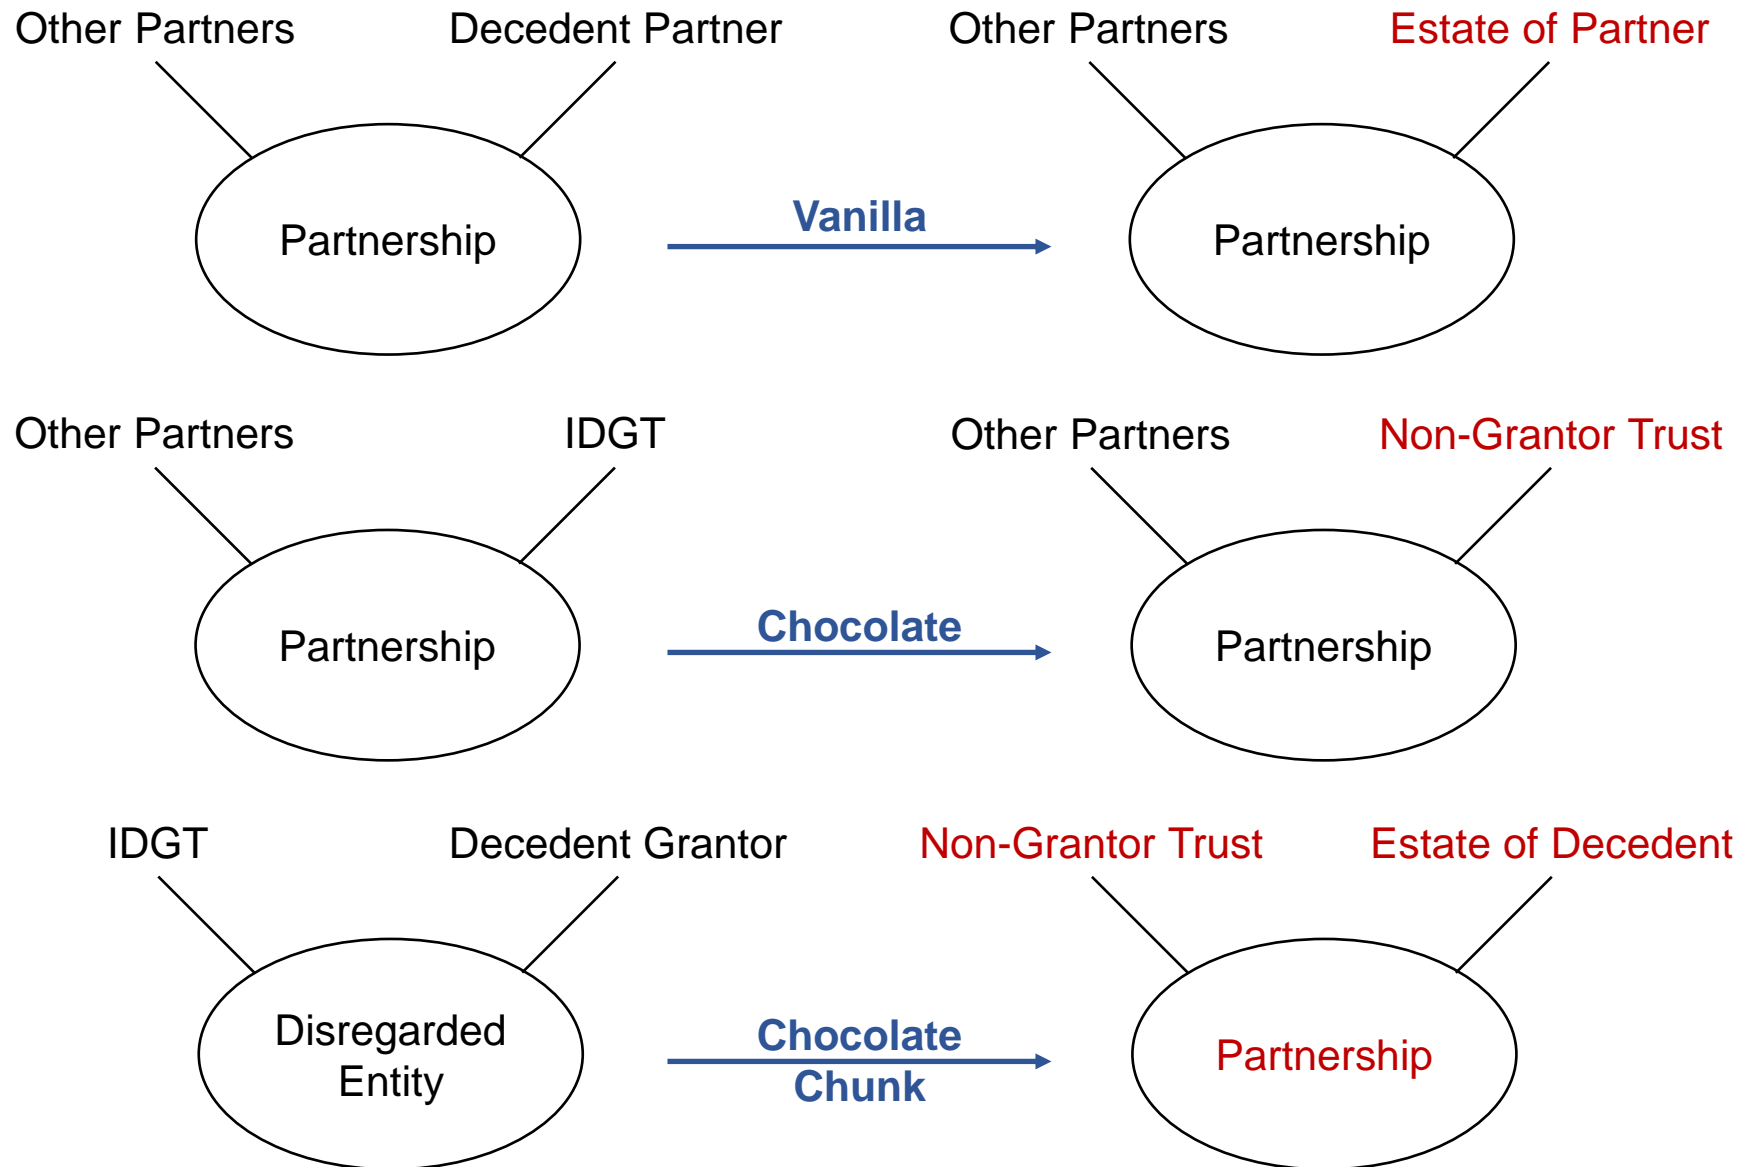 Other Partners
Decedent Partner
Other Partners
Estate of Partner
Partnership
Vanilla
Partnership
Other Partners
IDGT
Other Partners
Non-Grantor Trust
Partnership
Chocolate
Partnership
IDGT
Decedent Grantor
Non-Grantor Trust
Estate of Decedent
Disregarded
Entity
Chocolate
Chunk
Partnership